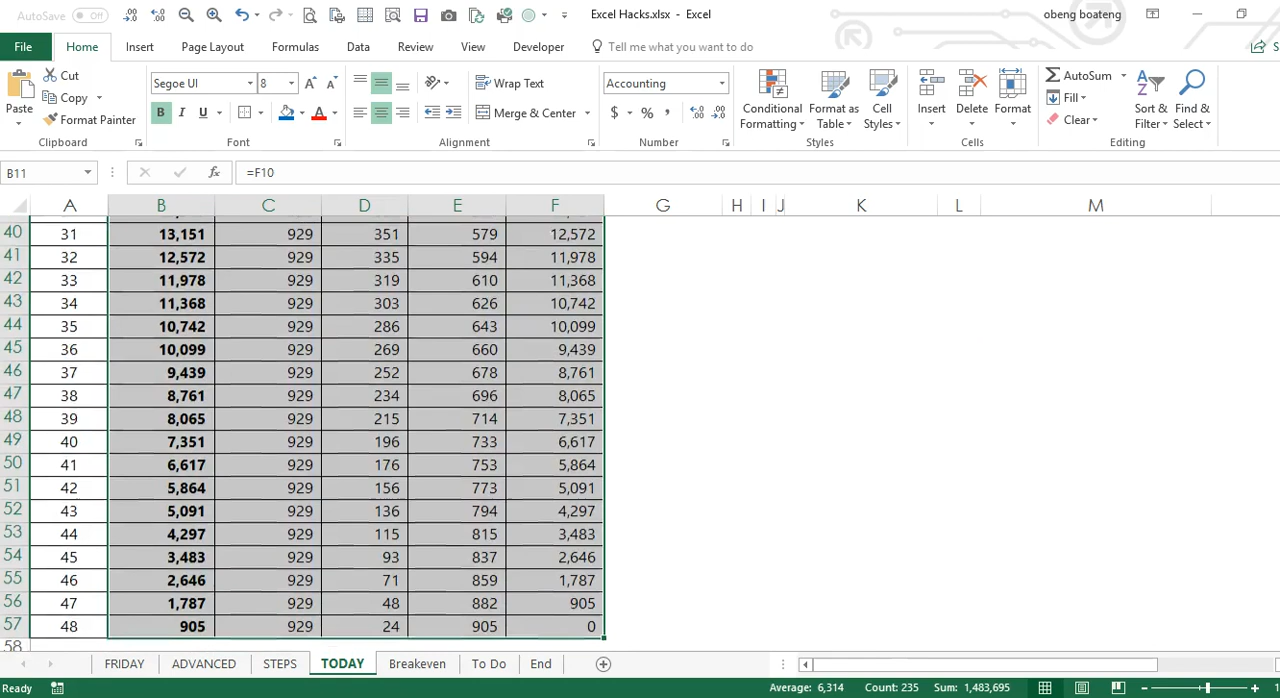 AutoSave Off Excel Hacks.xlsx - Excel obeng boateng
File Home Insert Page Layout Formulas Data Review View Developer Tell me what you want to do S
Paste Cut Copy Format Painter Clipboard
Segoe UI 8 B I U Font
Wrap Text Merge & Center Alignment
Accounting $ % , Number
Conditional Formatting Format as Table Cell Styles Styles
Insert Delete Format Cells
AutoSum Fill Clear Sort & Filter Find & Select Editing
B11 fx =F10
A B C D E F G H I J K L M
40 31 13,151 929 351 579 12,572
41 32 12,572 929 335 594 11,978
42 33 11,978 929 319 610 11,368
43 34 11,368 929 303 626 10,742
44 35 10,742 929 286 643 10,099
45 36 10,099 929 269 660 9,439
46 37 9,439 929 252 678 8,761
47 38 8,761 929 234 696 8,065
48 39 8,065 929 215 714 7,351
49 40 7,351 929 196 733 6,617
50 41 6,617 929 176 753 5,864
51 42 5,864 929 156 773 5,091
52 43 5,091 929 136 794 4,297
53 44 4,297 929 115 815 3,483
54 45 3,483 929 93 837 2,646
55 46 2,646 929 71 859 1,787
56 47 1,787 929 48 882 905
57 48 905 929 24 905 0
58
FRIDAY ADVANCED STEPS TODAY Breakeven To Do End
Ready Average: 6,314 Count: 235 Sum: 1,483,695 1